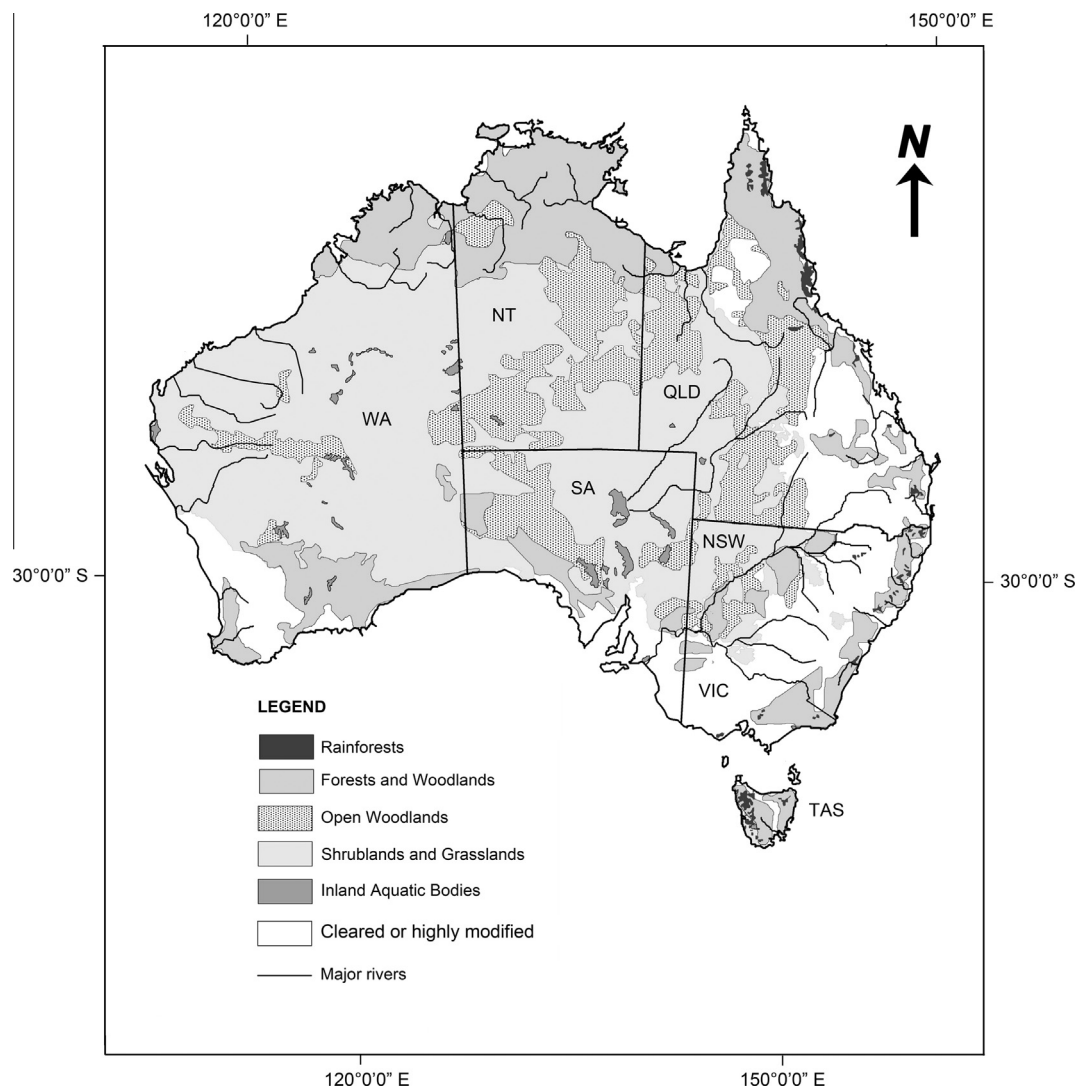 120°0'0” E
150°0'0” E
N
NT
QLD
WA
SA
NSW
30°0'0” S
30°0'0” S
VIC
LEGEND
Rainforests
Forests and Woodlands
Open Woodlands
TAS
Shrublands and Grasslands
Inland Aquatic Bodies
Cleared or highly modified
Major rivers
120°0'0” E
150°0'0” E